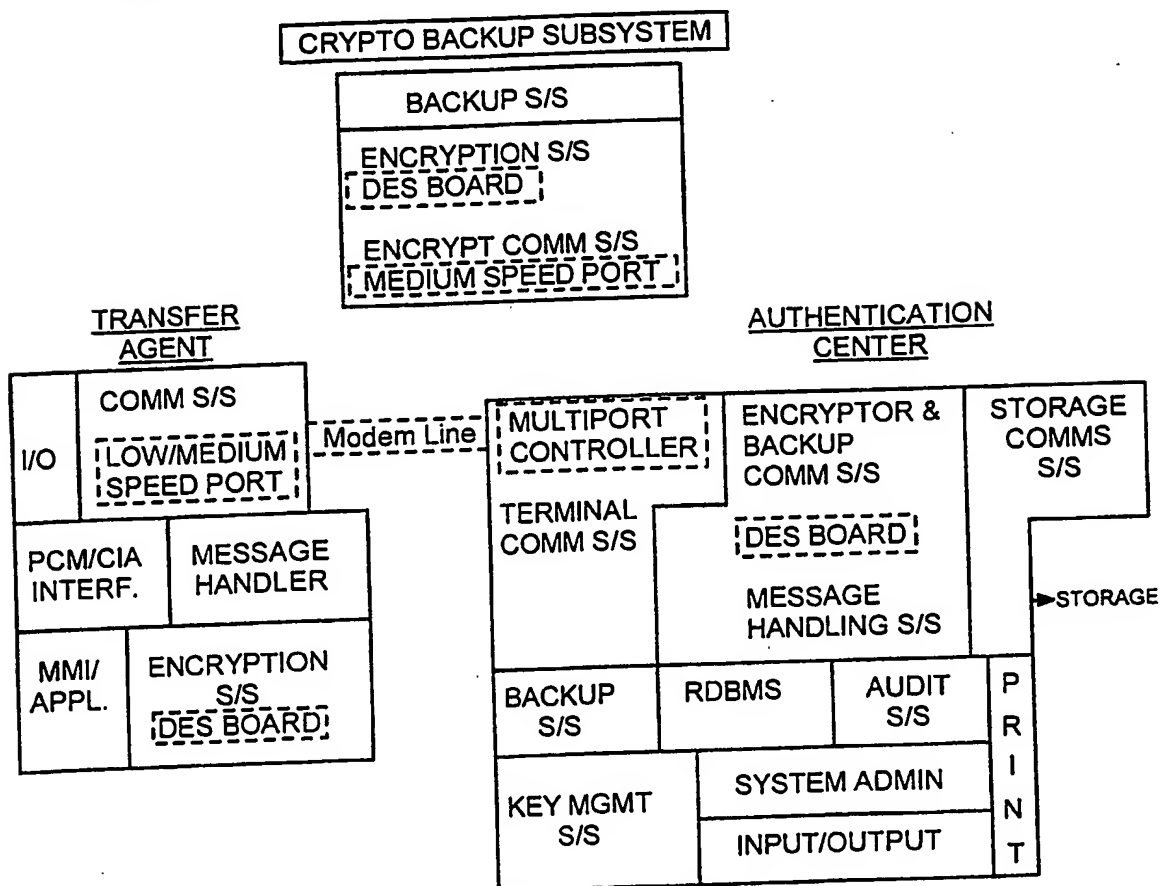 CRYPTO BACKUP SUBSYSTEM
BACKUP S/S
ENCRYPTION S/S
DES BOARD
ENCRYPT COMM S/S
MEDIUM SPEED PORT
TRANSFER
AGENT
I/O
COMM S/S
LOW/MEDIUM
SPEED PORT
PCM/CIA
INTERF.
MESSAGE
HANDLER
MMI/
APPL.
ENCRYPTION
S/S
DES BOARD
Modem Line
AUTHENTICATION
CENTER
MULTIPORT
CONTROLLER
TERMINAL
COMM S/S
ENCRYPTOR &
BACKUP
COMM S/S
DES BOARD
MESSAGE
HANDLING S/S
STORAGE
COMMS
S/S
STORAGE
BACKUP
S/S
RDBMS
AUDIT
S/S
KEY MGMT
S/S
SYSTEM ADMIN
INPUT/OUTPUT
PRINT